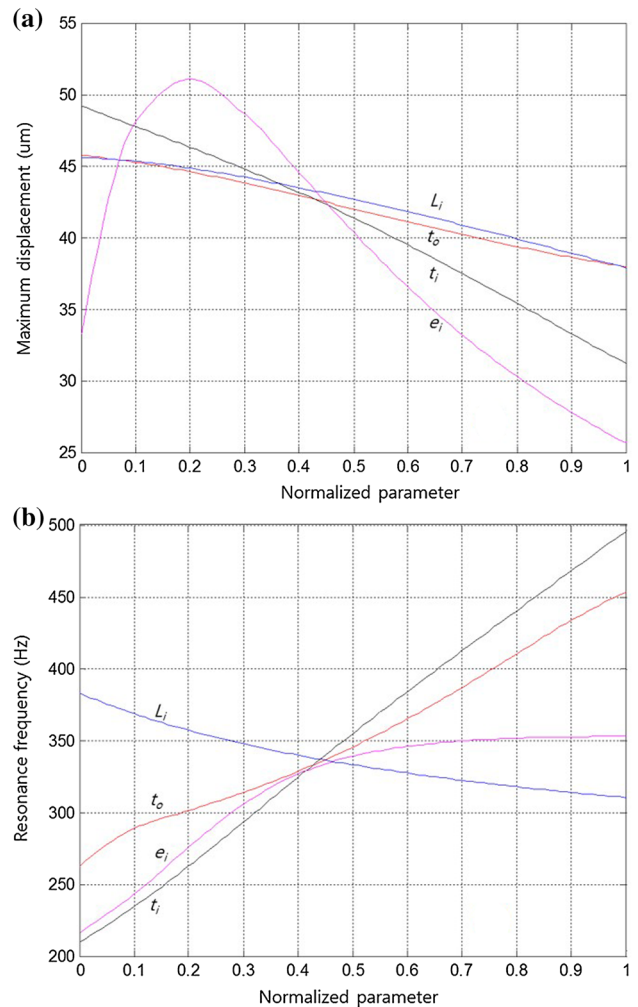 (a)
55
50
45
40
35
30
25
Maximum displacement (um)
L_i
t_o
t_i
e_i
0 0.1 0.2 0.3 0.4 0.5 0.6 0.7 0.8 0.9 1
Normalized parameter
(b)
500
450
400
350
300
250
200
Resonance frequency (Hz)
L_i
t_o
e_i
t_i
0 0.1 0.2 0.3 0.4 0.5 0.6 0.7 0.8 0.9 1
Normalized parameter